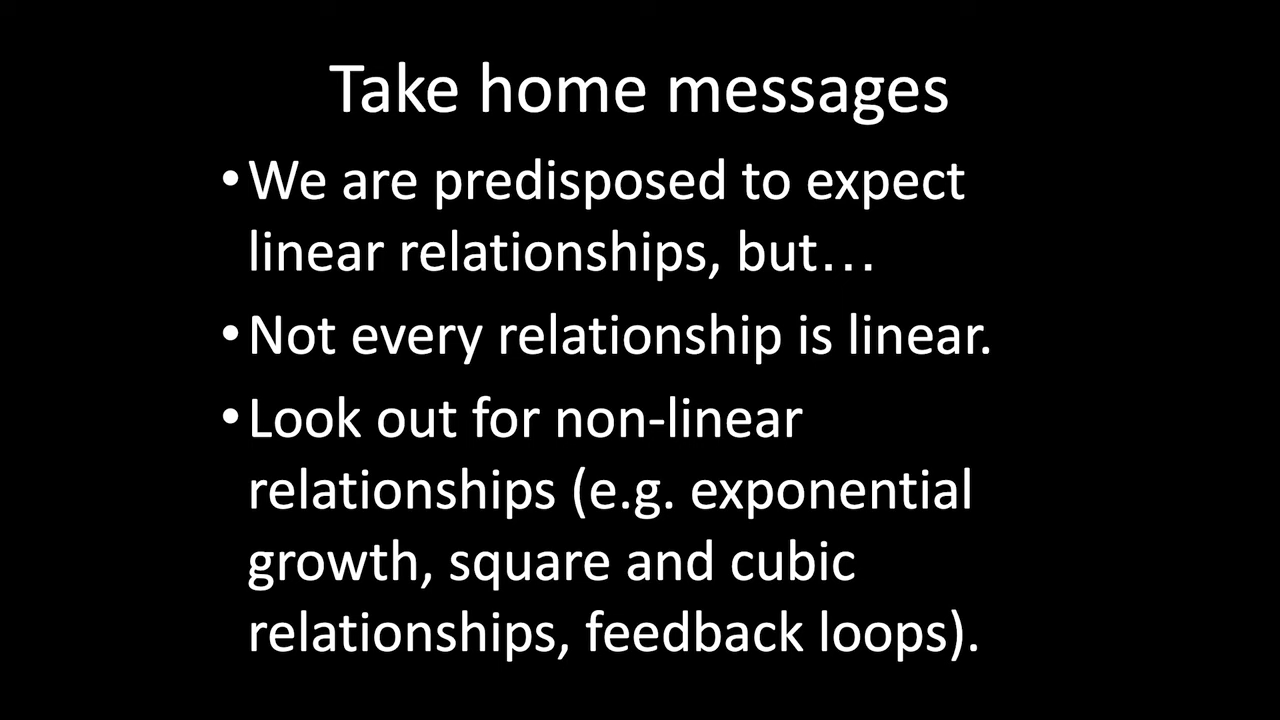 Take home messages
•We are predisposed to expect
linear relationships, but…
•Not every relationship is linear.
•Look out for non-linear
relationships (e.g. exponential
growth, square and cubic
relationships, feedback loops).